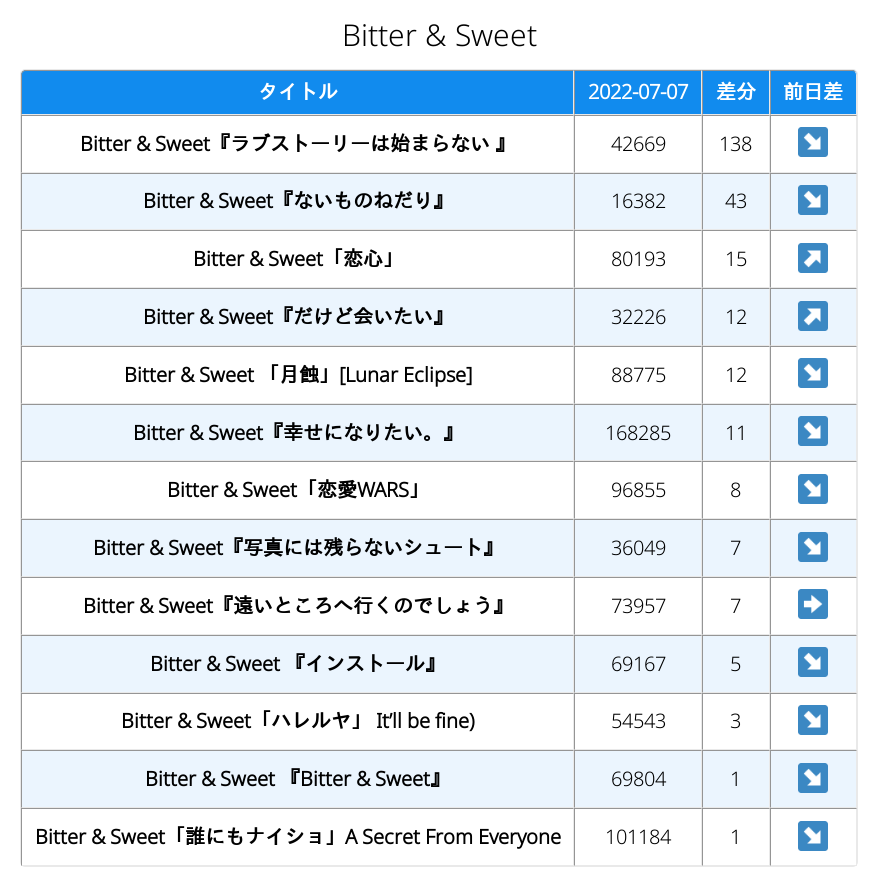 Bitter & Sweet
タイトル 2022-07-07 差分 前日差
Bitter & Sweet『ラブストーリーは始まらない 』 42669 138
Bitter & Sweet『ないものねだり』 16382 43
Bitter & Sweet「恋心」 80193 15
Bitter & Sweet『だけど会いたい』 32226 12
Bitter & Sweet 「月蝕」[Lunar Eclipse] 88775 12
Bitter & Sweet『幸せになりたい。』 168285 11
Bitter & Sweet「恋愛WARS」 96855 8
Bitter & Sweet『写真には残らないシュート』 36049 7
Bitter & Sweet『遠いところへ行くのでしょう』 73957 7
Bitter & Sweet 『インストール』 69167 5
Bitter & Sweet「ハレルヤ」 It’ll be fine) 54543 3
Bitter & Sweet 『Bitter & Sweet』 69804 1
Bitter & Sweet「誰にもナイショ」A Secret From Everyone 101184 1